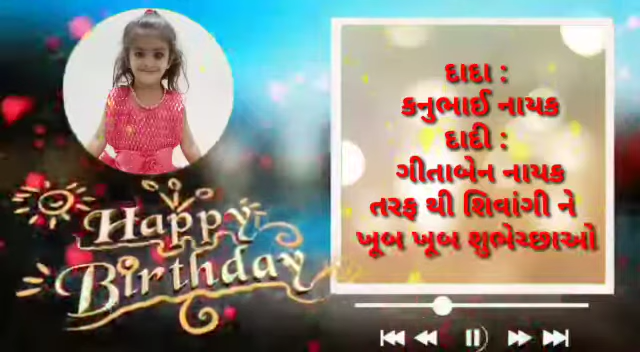 Happy
Birthday
દાદા :
કનુભાઈ નાયક
દાદી :
ગીતાબેન નાયક
તરફ થી શિવાંગી ને
ખૂબ ખૂબ શુભેચ્છાઓ